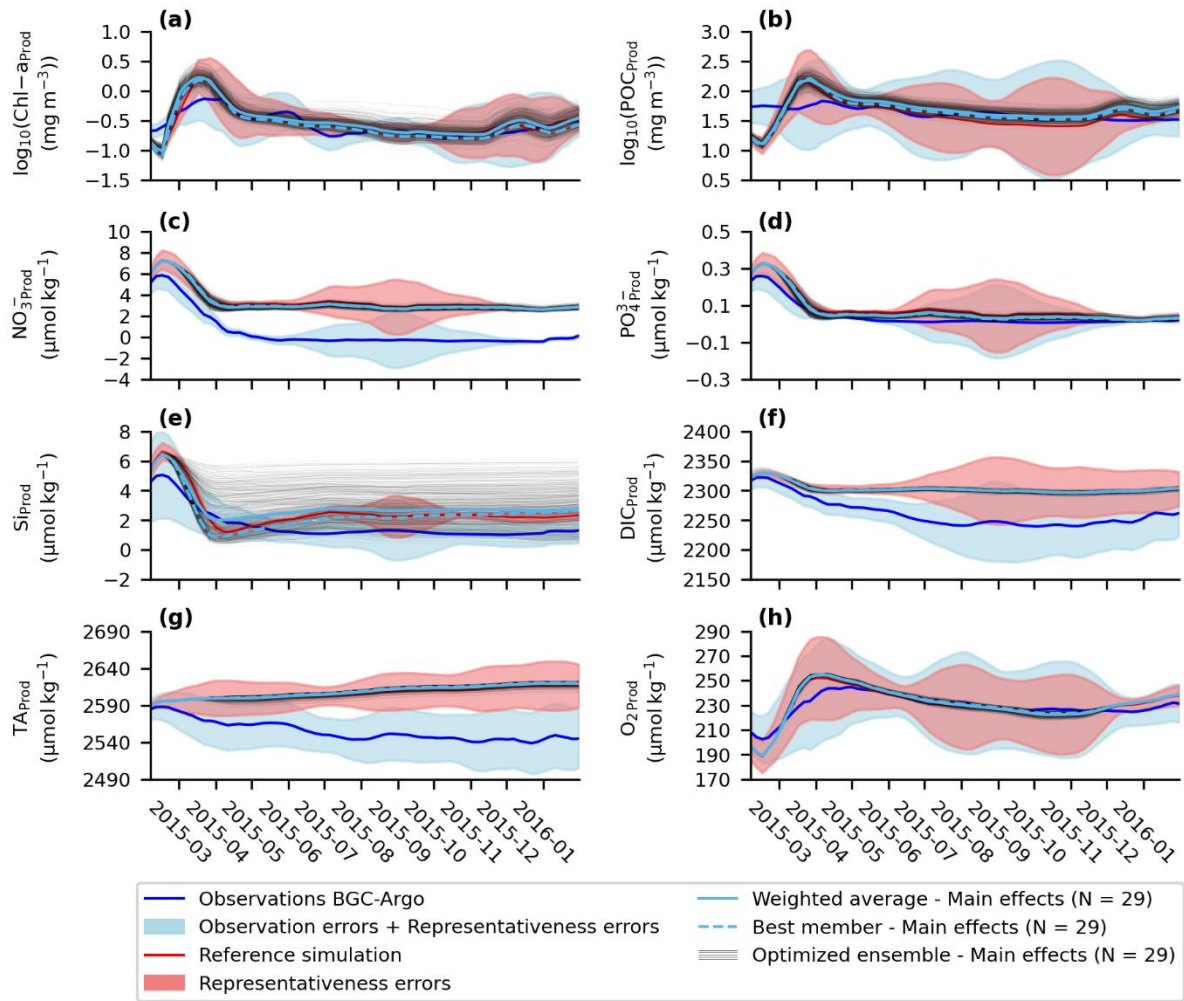 (a)
log₁₀(Chl−aProd)
(mg m⁻³))
1.0
0.5
0.0
−0.5
−1.0
−1.5
(b)
log₁₀(POCProd)
(mg m⁻³))
3.0
2.5
2.0
1.5
1.0
0.5
(c)
NO₃⁻Prod
(µmol kg⁻¹)
10
8
6
4
2
0
−2
−4
(d)
PO₄³⁻Prod
(µmol kg⁻¹)
0.5
0.3
0.1
−0.1
−0.3
(e)
SiProd
(µmol kg⁻¹)
8
6
4
2
0
−2
(f)
DICProd
(µmol kg⁻¹)
2400
2350
2300
2250
2200
2150
(g)
TAProd
(µmol kg⁻¹)
2690
2640
2590
2540
2490
(h)
O₂Prod
(µmol kg⁻¹)
290
270
250
230
210
190
170
2015-03
2015-04
2015-05
2015-06
2015-07
2015-08
2015-09
2015-10
2015-11
2015-12
2016-01
2015-03
2015-04
2015-05
2015-06
2015-07
2015-08
2015-09
2015-10
2015-11
2015-12
2016-01
Observations BGC-Argo
Observation errors + Representativeness errors
Reference simulation
Representativeness errors
Weighted average - Main effects (N = 29)
Best member - Main effects (N = 29)
Optimized ensemble - Main effects (N = 29)